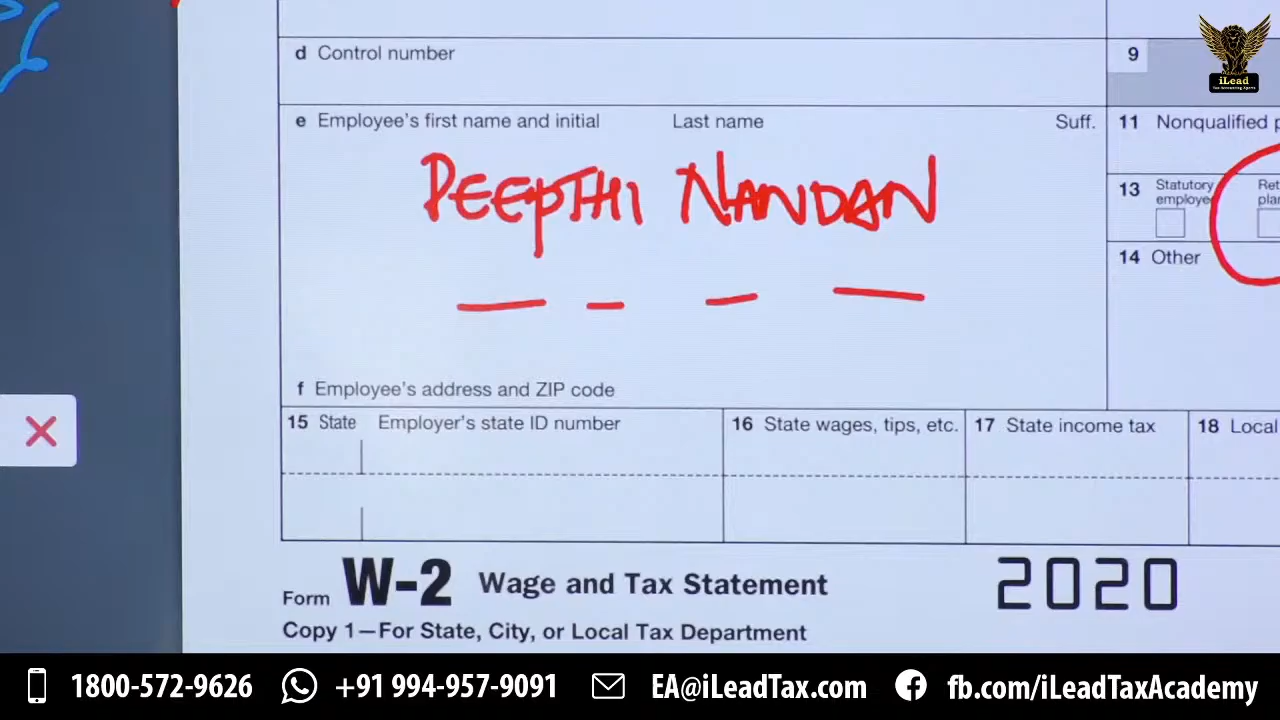 d Control number
9
iLead
e Employee's first name and initial Last name Suff.
11 Nonqualified p
DEEPTHI NANDAN
13 Statutory employee
Ret
plan
14 Other
f Employee's address and ZIP code
15 State Employer's state ID number
16 State wages, tips, etc.
17 State income tax
18 Local
Form W-2 Wage and Tax Statement 2020
Copy 1—For State, City, or Local Tax Department
1800-572-9626 +91 994-957-9091 EA@iLeadTax.com fb.com/iLeadTaxAcademy